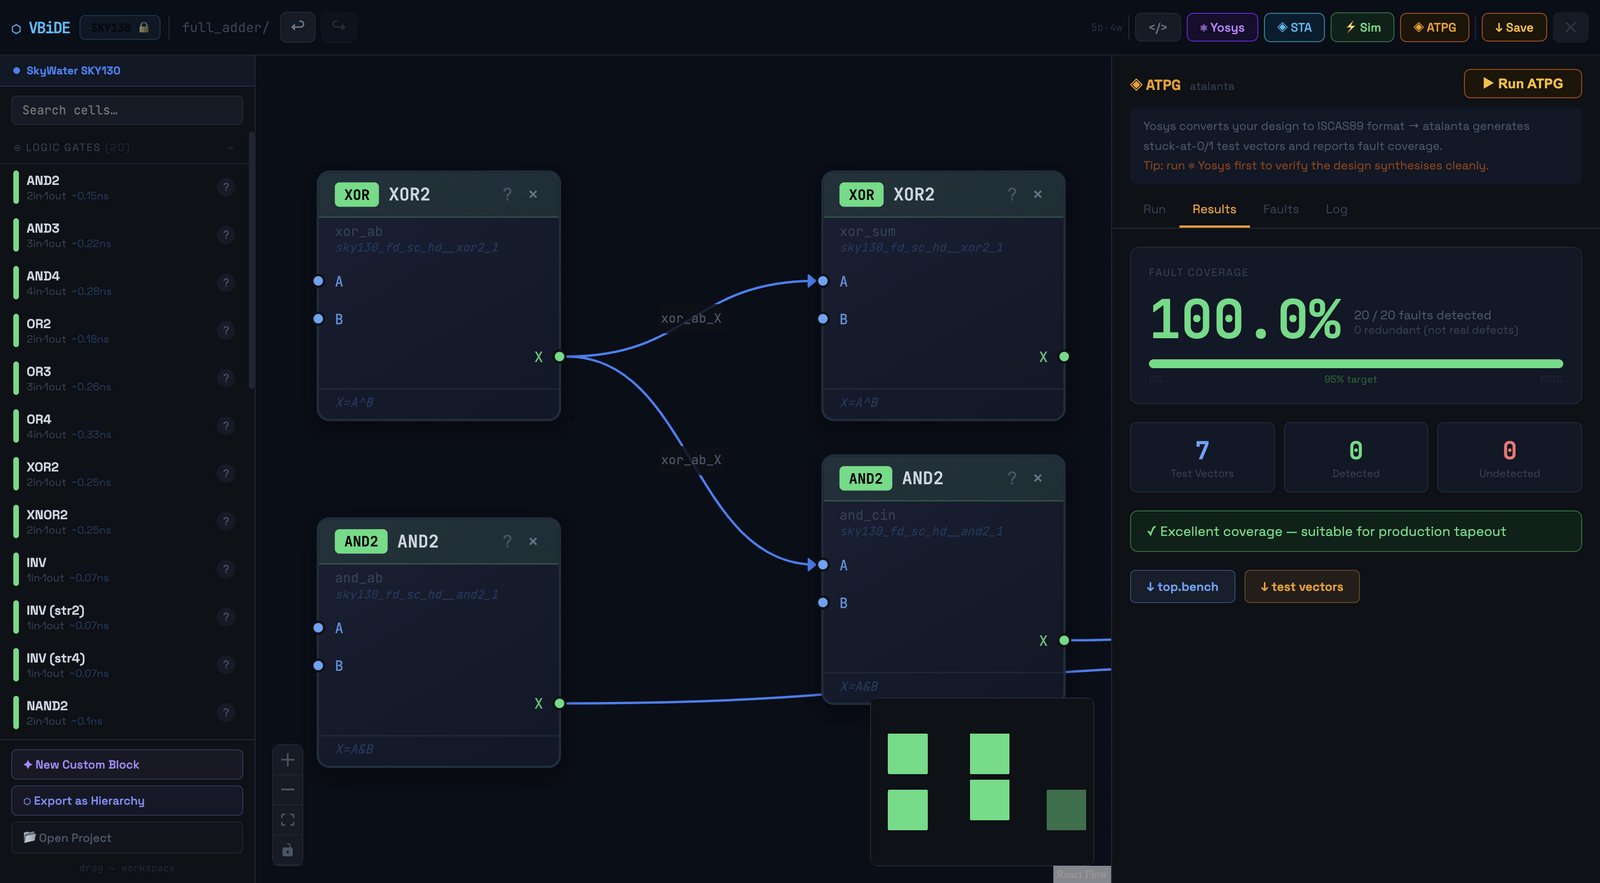 VBiDE SKY130 full_adder/
5b·4w </> Yosys STA Sim ATPG ↓ Save
SkyWater SKY130
Search cells…
LOGIC GATES (20)
AND2
2in·1out ~0.15ns
?
AND3
3in·1out ~0.22ns
?
AND4
4in·1out ~0.28ns
?
OR2
2in·1out ~0.18ns
?
OR3
3in·1out ~0.26ns
?
OR4
4in·1out ~0.33ns
?
XOR2
2in·1out ~0.25ns
?
XNOR2
2in·1out ~0.25ns
?
INV
1in·1out ~0.07ns
?
INV (str2)
1in·1out ~0.07ns
?
INV (str4)
1in·1out ~0.07ns
?
NAND2
2in·1out ~0.1ns
?
✦ New Custom Block
Export as Hierarchy
Open Project
drag → workspace
XOR XOR2 ? ×
xor_ab
sky130_fd_sc_hd__xor2_1
A
B
X
X=A^B
AND2 AND2 ? ×
and_ab
sky130_fd_sc_hd__and2_1
A
B
X
X=A&B
xor_ab_X
xor_ab_X
XOR XOR2 ? ×
xor_sum
sky130_fd_sc_hd__xor2_1
A
B
X
X=A^B
AND2 AND2 ? ×
and_cin
sky130_fd_sc_hd__and2_1
A
B
X
X=A&B
React Flow
◈ ATPG atalanta
▶ Run ATPG
Yosys converts your design to ISCAS89 format → atalanta generates
stuck-at-0/1 test vectors and reports fault coverage.
Tip: run Yosys first to verify the design synthesises cleanly.
Run Results Faults Log
FAULT COVERAGE
100.0%
20 / 20 faults detected
0 redundant (not real defects)
0% 95% target 100%
7
Test Vectors
0
Detected
0
Undetected
✓ Excellent coverage — suitable for production tapeout
↓ top.bench ↓ test vectors